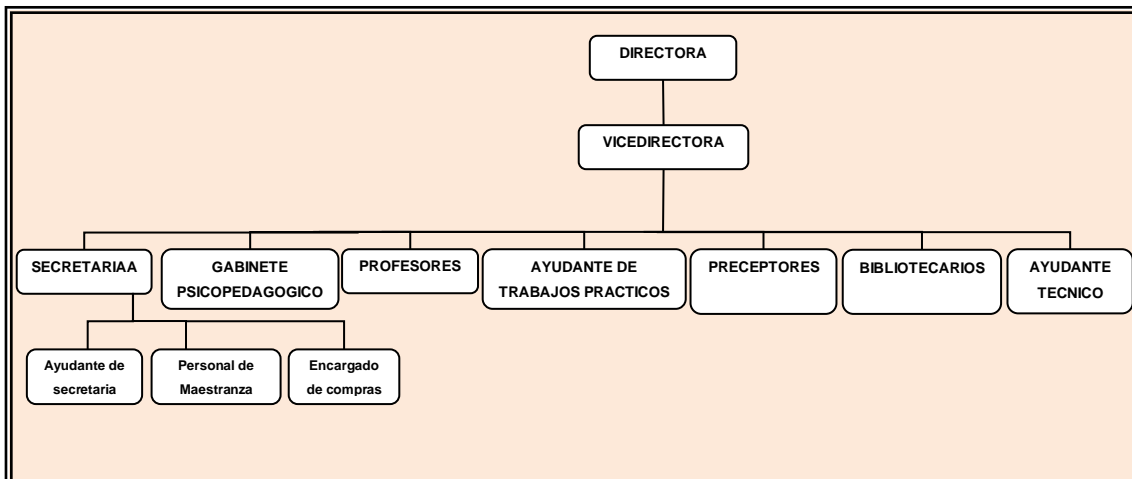 DIRECTORA
VICEDIRECTORA
SECRETARIAA
GABINETE
PSICOPEDAGOGICO
PROFESORES
AYUDANTE DE
TRABAJOS PRACTICOS
PRECEPTORES
BIBLIOTECARIOS
AYUDANTE
TECNICO
Ayudante de
secretaria
Personal de
Maestranza
Encargado
de compras